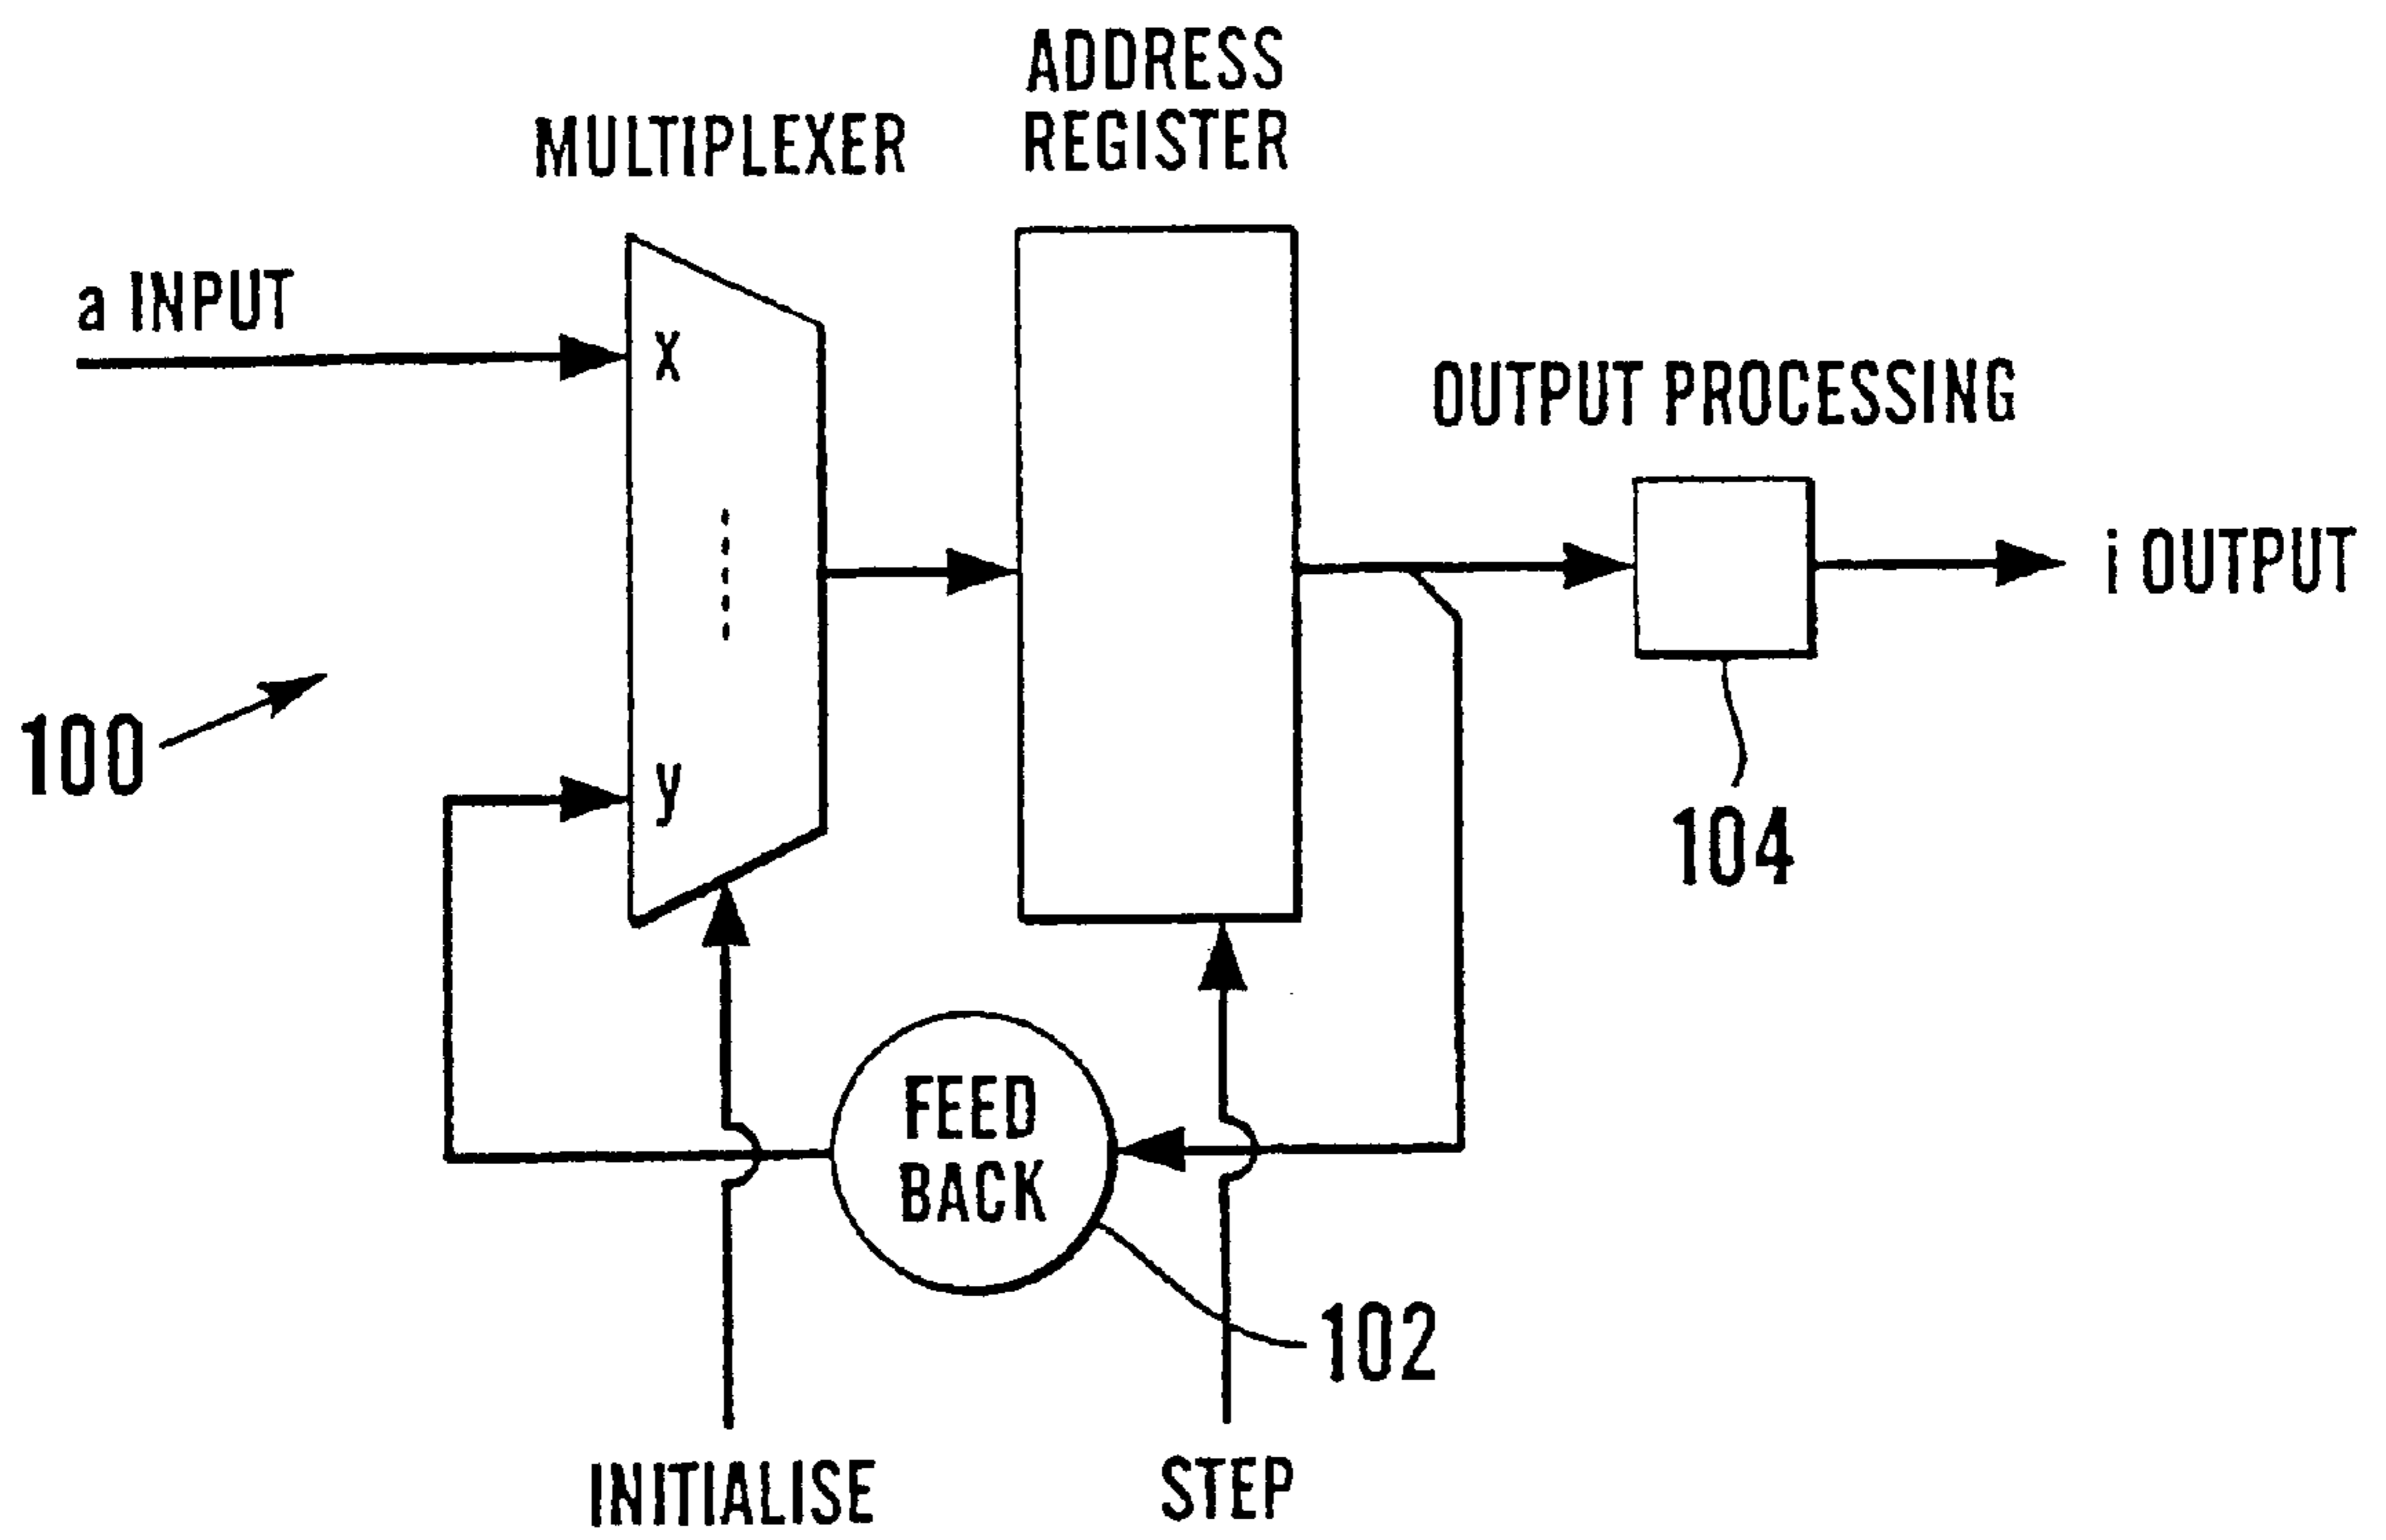 ADDRESS
REGISTER
MULTIPLEXER
a INPUT
x
OUTPUT PROCESSING
i OUTPUT
100
y
104
FEED
BACK
102
INITIALISE
STEP